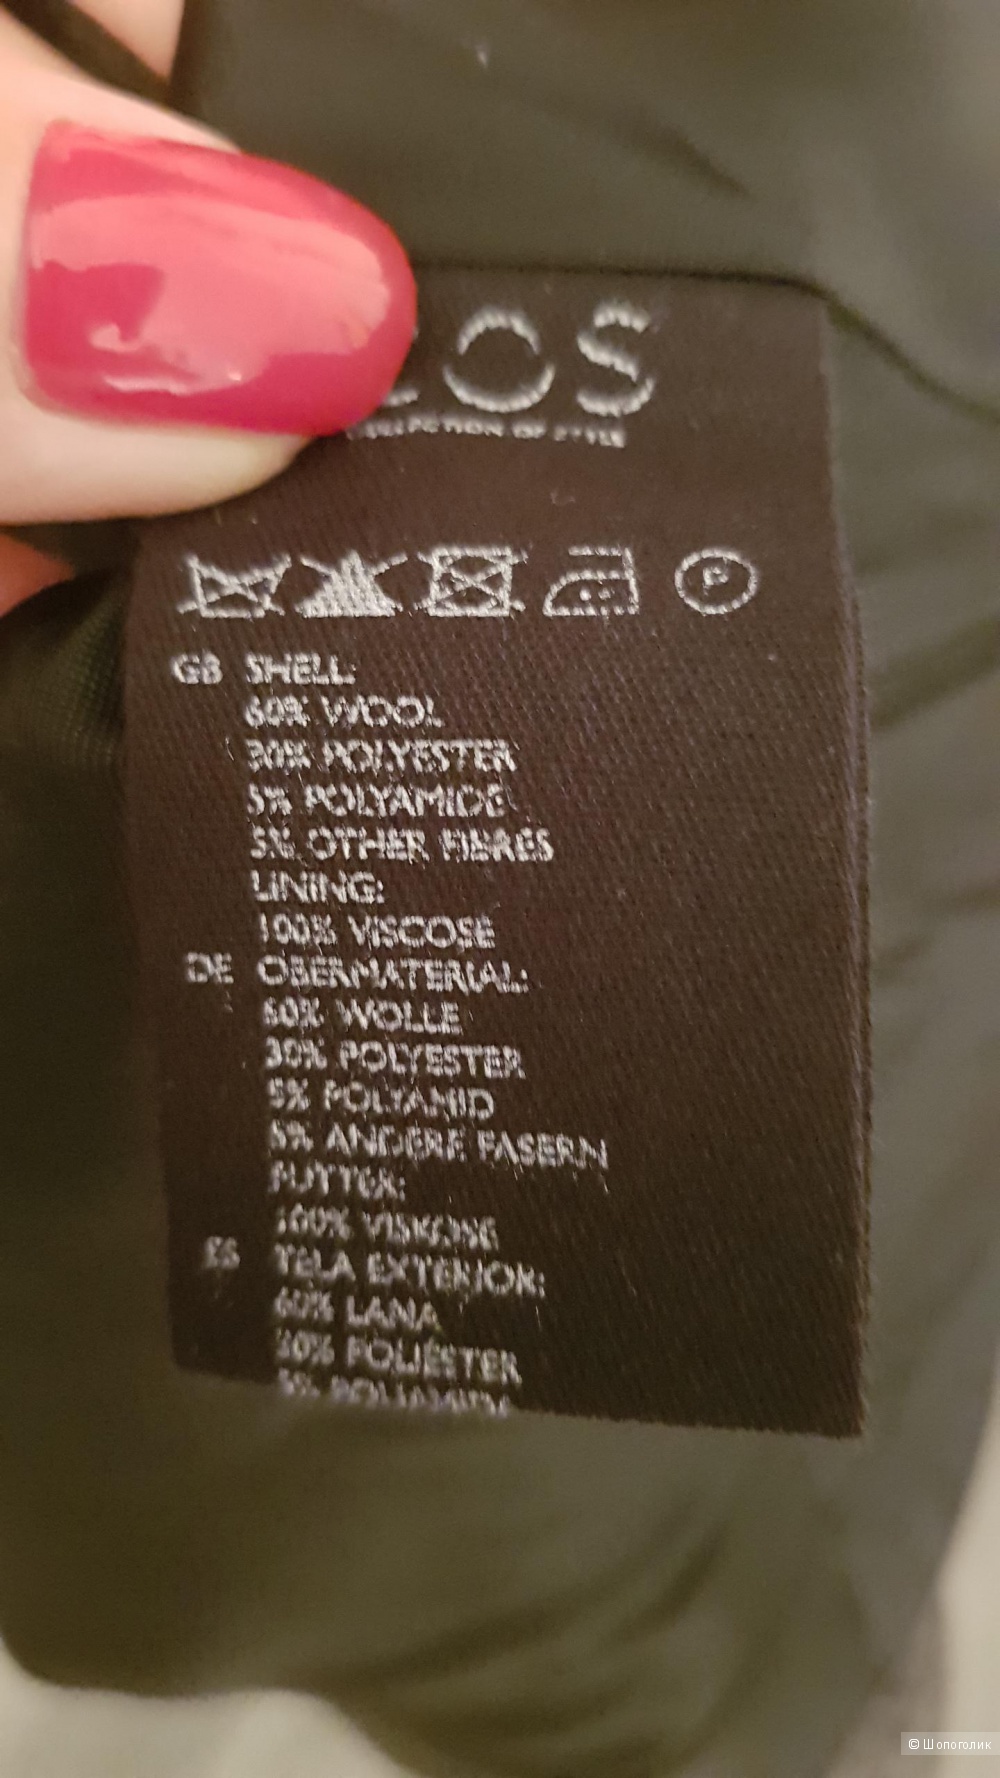 COS
COLLECTION OF STYLE
P
GB SHELL:
60% WOOL
30% POLYESTER
5% POLYAMIDE
5% OTHER FIBRES
LINING:
100% VISCOSE
DE OBERMATERIAL:
60% WOLLE
30% POLYESTER
5% POLYAMID
5% ANDERE FASERN
FUTTER:
100% VISKOSE
ES TELA EXTERIOR:
60% LANA
30% POLIÉSTER
5% POLIAMIDA
© Шопоголик